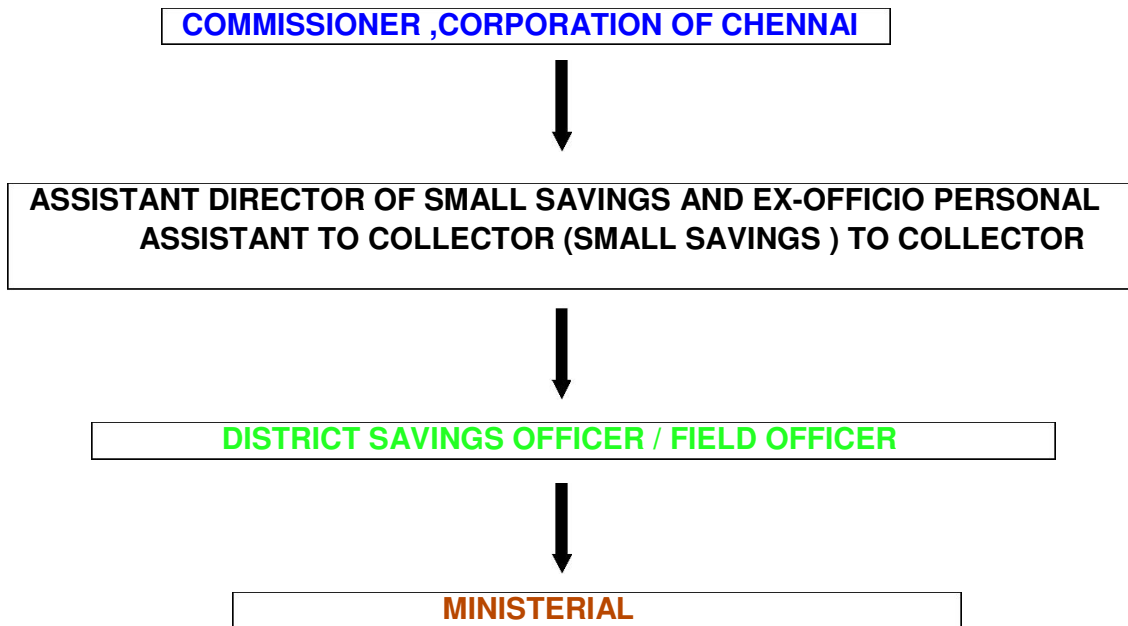 COMMISSIONER ,CORPORATION OF CHENNAI
ASSISTANT DIRECTOR OF SMALL SAVINGS AND EX-OFFICIO PERSONAL
ASSISTANT TO COLLECTOR (SMALL SAVINGS ) TO COLLECTOR
DISTRICT SAVINGS OFFICER / FIELD OFFICER
MINISTERIAL